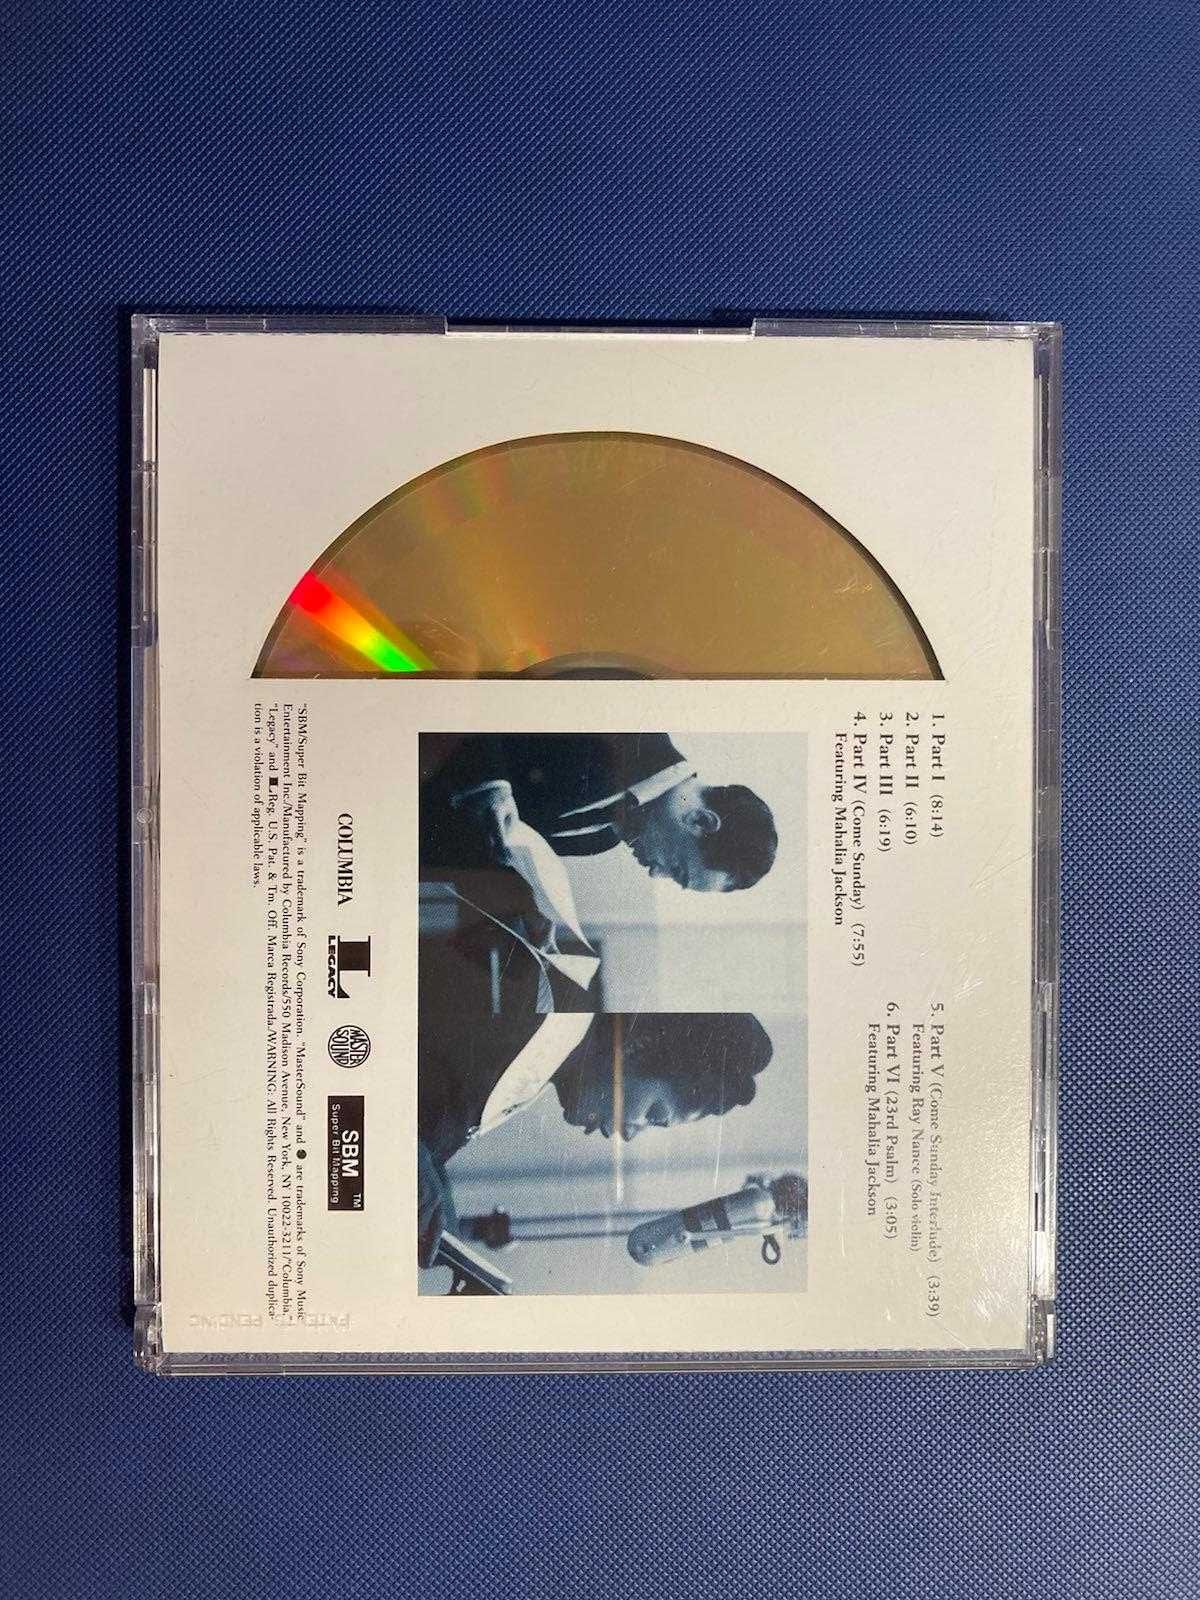 1. Part I (8:14)
2. Part II (6:10)
3. Part III (6:19)
4. Part IV (Come Sunday) (7:55)
Featuring Mahalia Jackson
5. Part V (Come Sunday Interlude) (3:39)
Featuring Ray Nance (Solo violin)
6. Part VI (23rd Psalm) (3:05)
Featuring Mahalia Jackson
COLUMBIA
L
LEGACY
MASTER
SOUND
SBM TM
Super Bit Mapping
"SBM/Super Bit Mapping" is a trademark of Sony Corporation. "MasterSound" and ● are trademarks of Sony Music
Entertainment Inc./Manufactured by Columbia Records/550 Madison Avenue, New York, NY 10022-3211/"Columbia,"
"Legacy" and L Reg. U.S. Pat. & Tm. Off. Marca Registrada./WARNING: All Rights Reserved. Unauthorized duplica-
tion is a violation of applicable laws.
PATENTS PENDING